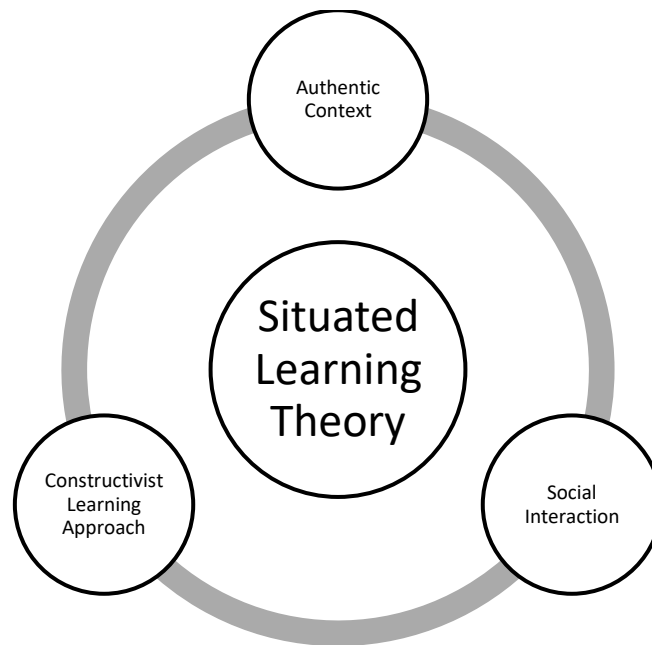 Authentic
Context
Situated
Learning
Theory
Constructivist
Learning
Approach
Social
Interaction